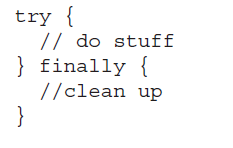 try {
  // do stuff
} finally {
  //clean up
}